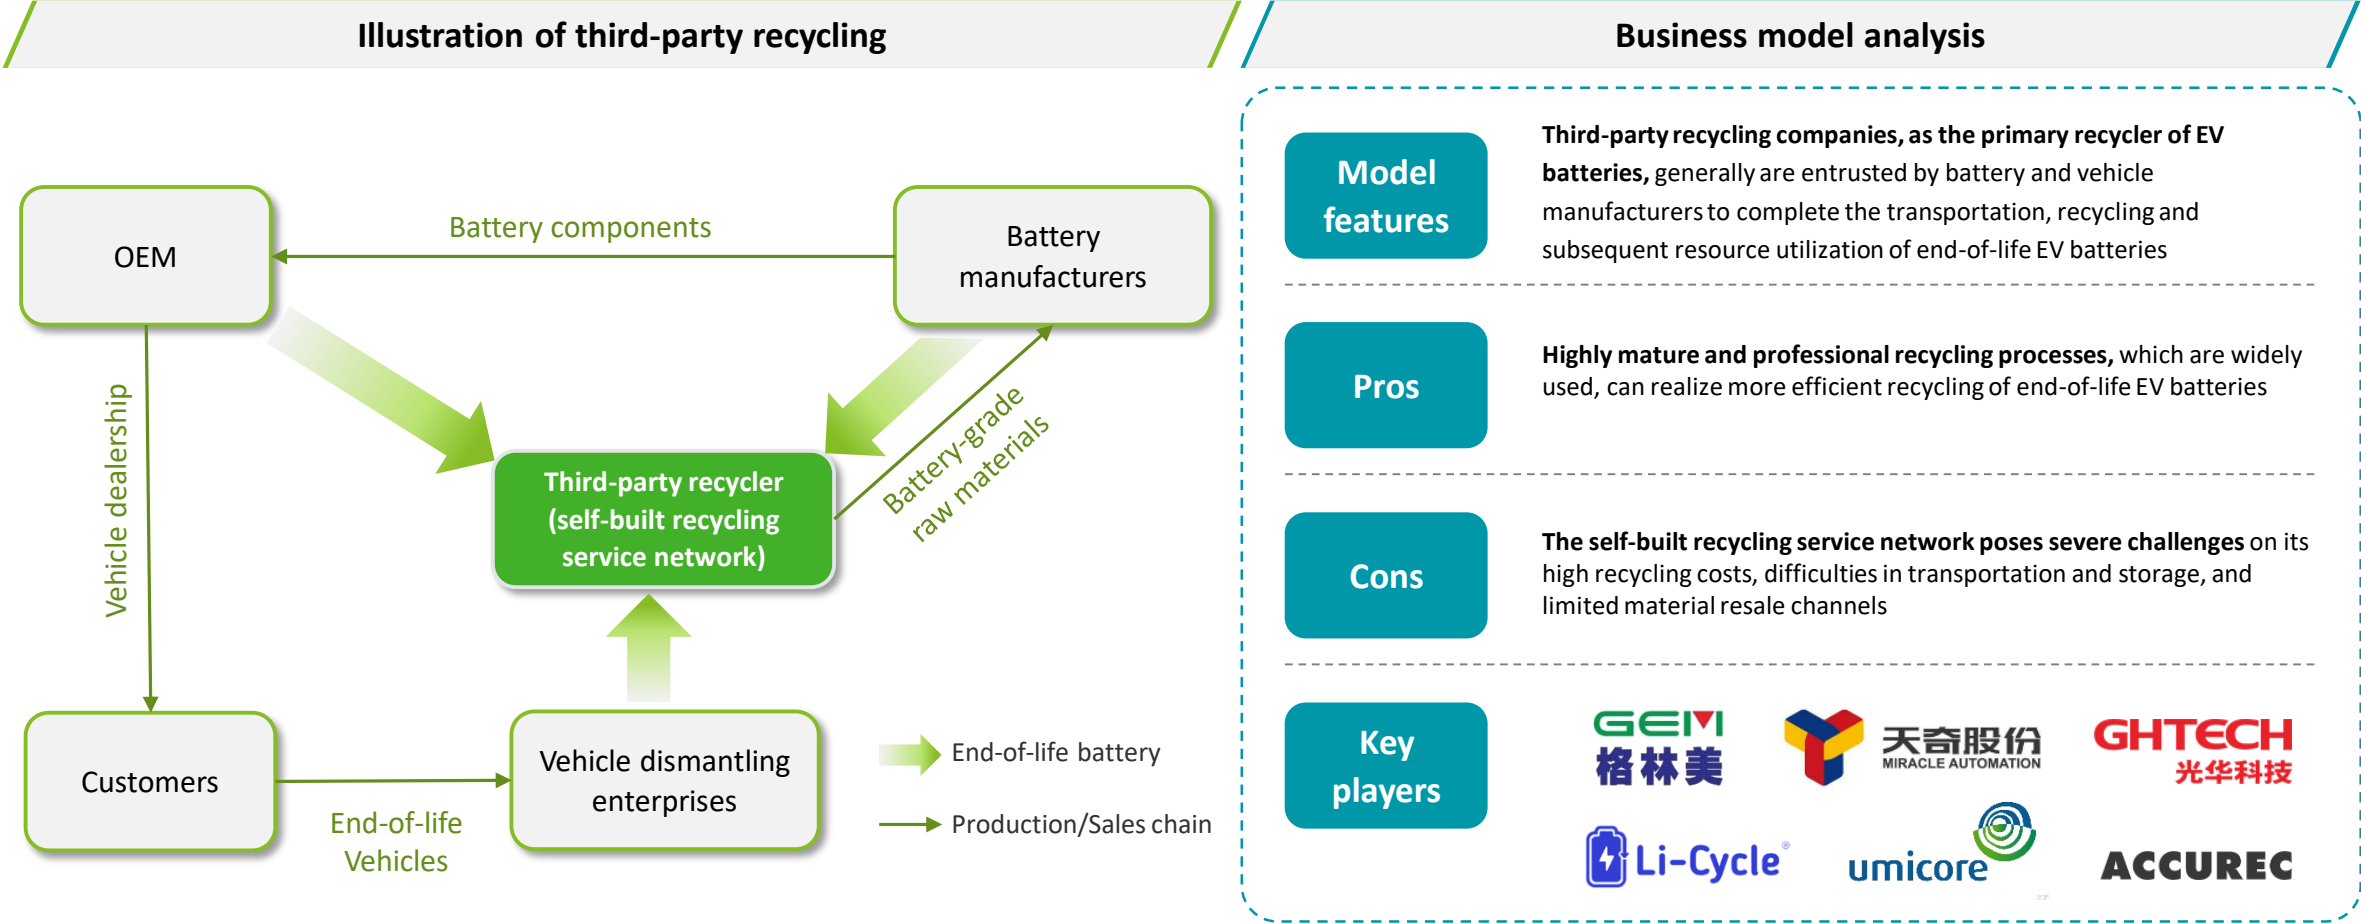 Illustration of third-party recycling
OEM
Battery components
Battery
manufacturers
Vehicle dealership
Battery-grade
raw materials
Third-party recycler
(self-built recycling
service network)
Customers
End-of-life
Vehicles
Vehicle dismantling
enterprises
End-of-life battery
Production/Sales chain
Business model analysis
Model
features
Third-party recycling companies, as the primary recycler of EV
batteries, generally are entrusted by battery and vehicle
manufacturers to complete the transportation, recycling and
subsequent resource utilization of end-of-life EV batteries
Pros
Highly mature and professional recycling processes, which are widely
used, can realize more efficient recycling of end-of-life EV batteries
Cons
The self-built recycling service network poses severe challenges on its
high recycling costs, difficulties in transportation and storage, and
limited material resale channels
Key
players
GEM
格林美
天奇股份
MIRACLE AUTOMATION
GHTECH
光华科技
Li-Cycle®
umicore
ACCUREC